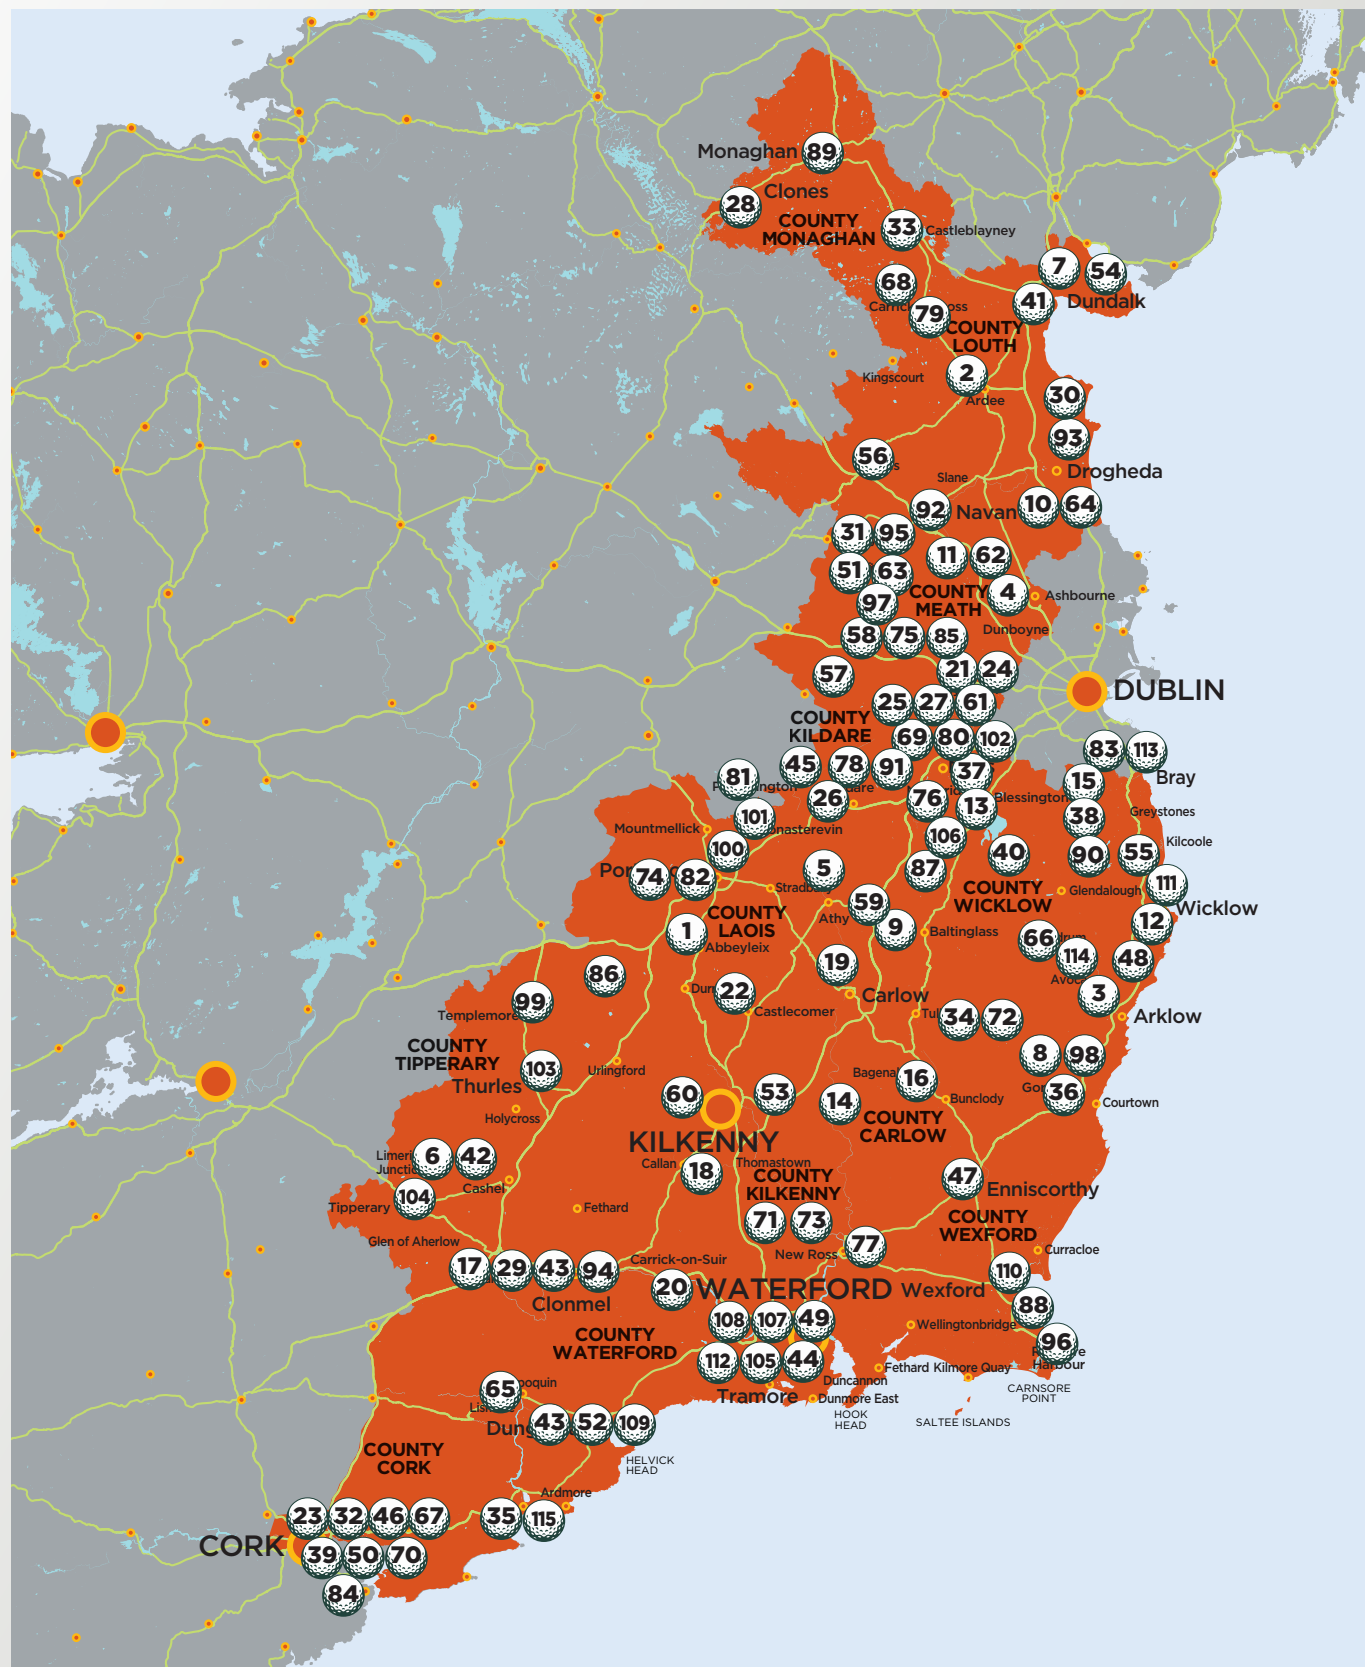 Monaghan
89
Clones
28
COUNTY
MONAGHAN
33
Castleblayney
7
54
68
41
Dundalk
79
COUNTY
LOUTH
Kingscourt
2
Ardee
30
93
56
Drogheda
Slane
92
Navan
10
64
31
95
11
62
51
63
COUNTY
MEATH
4
Ashbourne
97
Dunboyne
58
75
85
57
21
24
DUBLIN
25
27
61
COUNTY
KILDARE
69
80
102
83
113
Bray
45
78
91
37
81
15
26
76
13
Blessington
Greystones
101
38
Mountmellick
106
Kilcoole
100
40
90
55
74
82
5
87
111
COUNTY
WICKLOW
Glendalough
Wicklow
59
COUNTY
LAOIS
Athy
12
1
Abbeyleix
9
Baltinglass
66
114
48
86
19
22
Carlow
3
99
Templemore
Castlecomer
34
72
Arklow
COUNTY
TIPPERARY
8
98
Thurles
103
Urlingford
16
36
60
53
14
Bunclody
Courtown
Holycross
COUNTY
CARLOW
KILKENNY
6
42
Callan
18
Thomastown
Cashel
COUNTY
KILKENNY
47
Enniscorthy
104
Tipperary
Fethard
71
73
COUNTY
WEXFORD
Glen of Aherlow
New Ross
77
Curracloe
17
29
43
94
Carrick-on-Suir
110
20
WATERFORD
Wexford
Clonmel
88
108
107
49
Wellingtonbridge
COUNTY
WATERFORD
96
Harbour
112
105
44
Fethard
Kilmore Quay
Duncannon
65
Tramore
Dunmore East
CARNSORE
POINT
HOOK
HEAD
SALTEE ISLANDS
43
52
109
COUNTY
CORK
HELVICK
HEAD
Ardmore
23
32
46
67
35
115
CORK
39
50
70
84